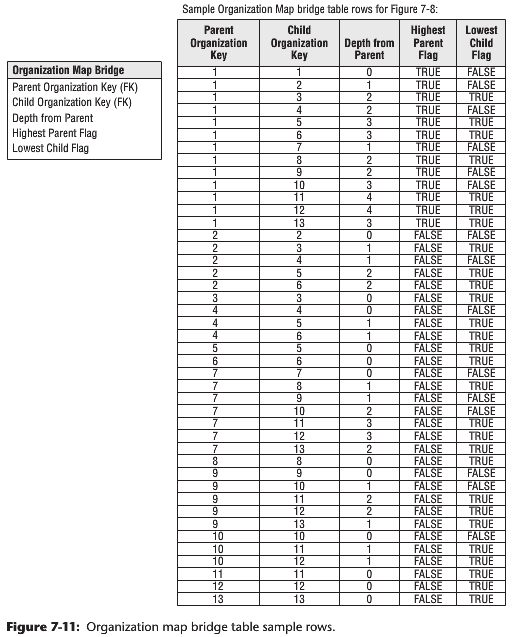 Sample Organization Map bridge table rows for Figure 7-8:
Organization Map Bridge
Parent Organization Key (FK)
Child Organization Key (FK)
Depth from Parent
Highest Parent Flag
Lowest Child Flag
Parent Organization Key | Child Organization Key | Depth from Parent | Highest Parent Flag | Lowest Child Flag
1 1 0 TRUE FALSE
1 2 1 TRUE FALSE
1 3 2 TRUE TRUE
1 4 2 TRUE FALSE
1 5 3 TRUE TRUE
1 6 3 TRUE TRUE
1 7 1 TRUE FALSE
1 8 2 TRUE TRUE
1 9 2 TRUE FALSE
1 10 3 TRUE FALSE
1 11 4 TRUE TRUE
1 12 4 TRUE TRUE
1 13 3 TRUE TRUE
2 2 0 FALSE FALSE
2 3 1 FALSE TRUE
2 4 1 FALSE FALSE
2 5 2 FALSE TRUE
2 6 2 FALSE TRUE
3 3 0 FALSE TRUE
4 4 0 FALSE FALSE
4 5 1 FALSE TRUE
4 6 1 FALSE TRUE
5 5 0 FALSE TRUE
6 6 0 FALSE TRUE
7 7 0 FALSE FALSE
7 8 1 FALSE TRUE
7 9 1 FALSE FALSE
7 10 2 FALSE FALSE
7 11 3 FALSE TRUE
7 12 3 FALSE TRUE
7 13 2 FALSE TRUE
8 8 0 FALSE TRUE
9 9 0 FALSE FALSE
9 10 1 FALSE FALSE
9 11 2 FALSE TRUE
9 12 2 FALSE TRUE
9 13 1 FALSE TRUE
10 10 0 FALSE FALSE
10 11 1 FALSE TRUE
10 12 1 FALSE TRUE
11 11 0 FALSE TRUE
12 12 0 FALSE TRUE
13 13 0 FALSE TRUE
Figure 7-11: Organization map bridge table sample rows.